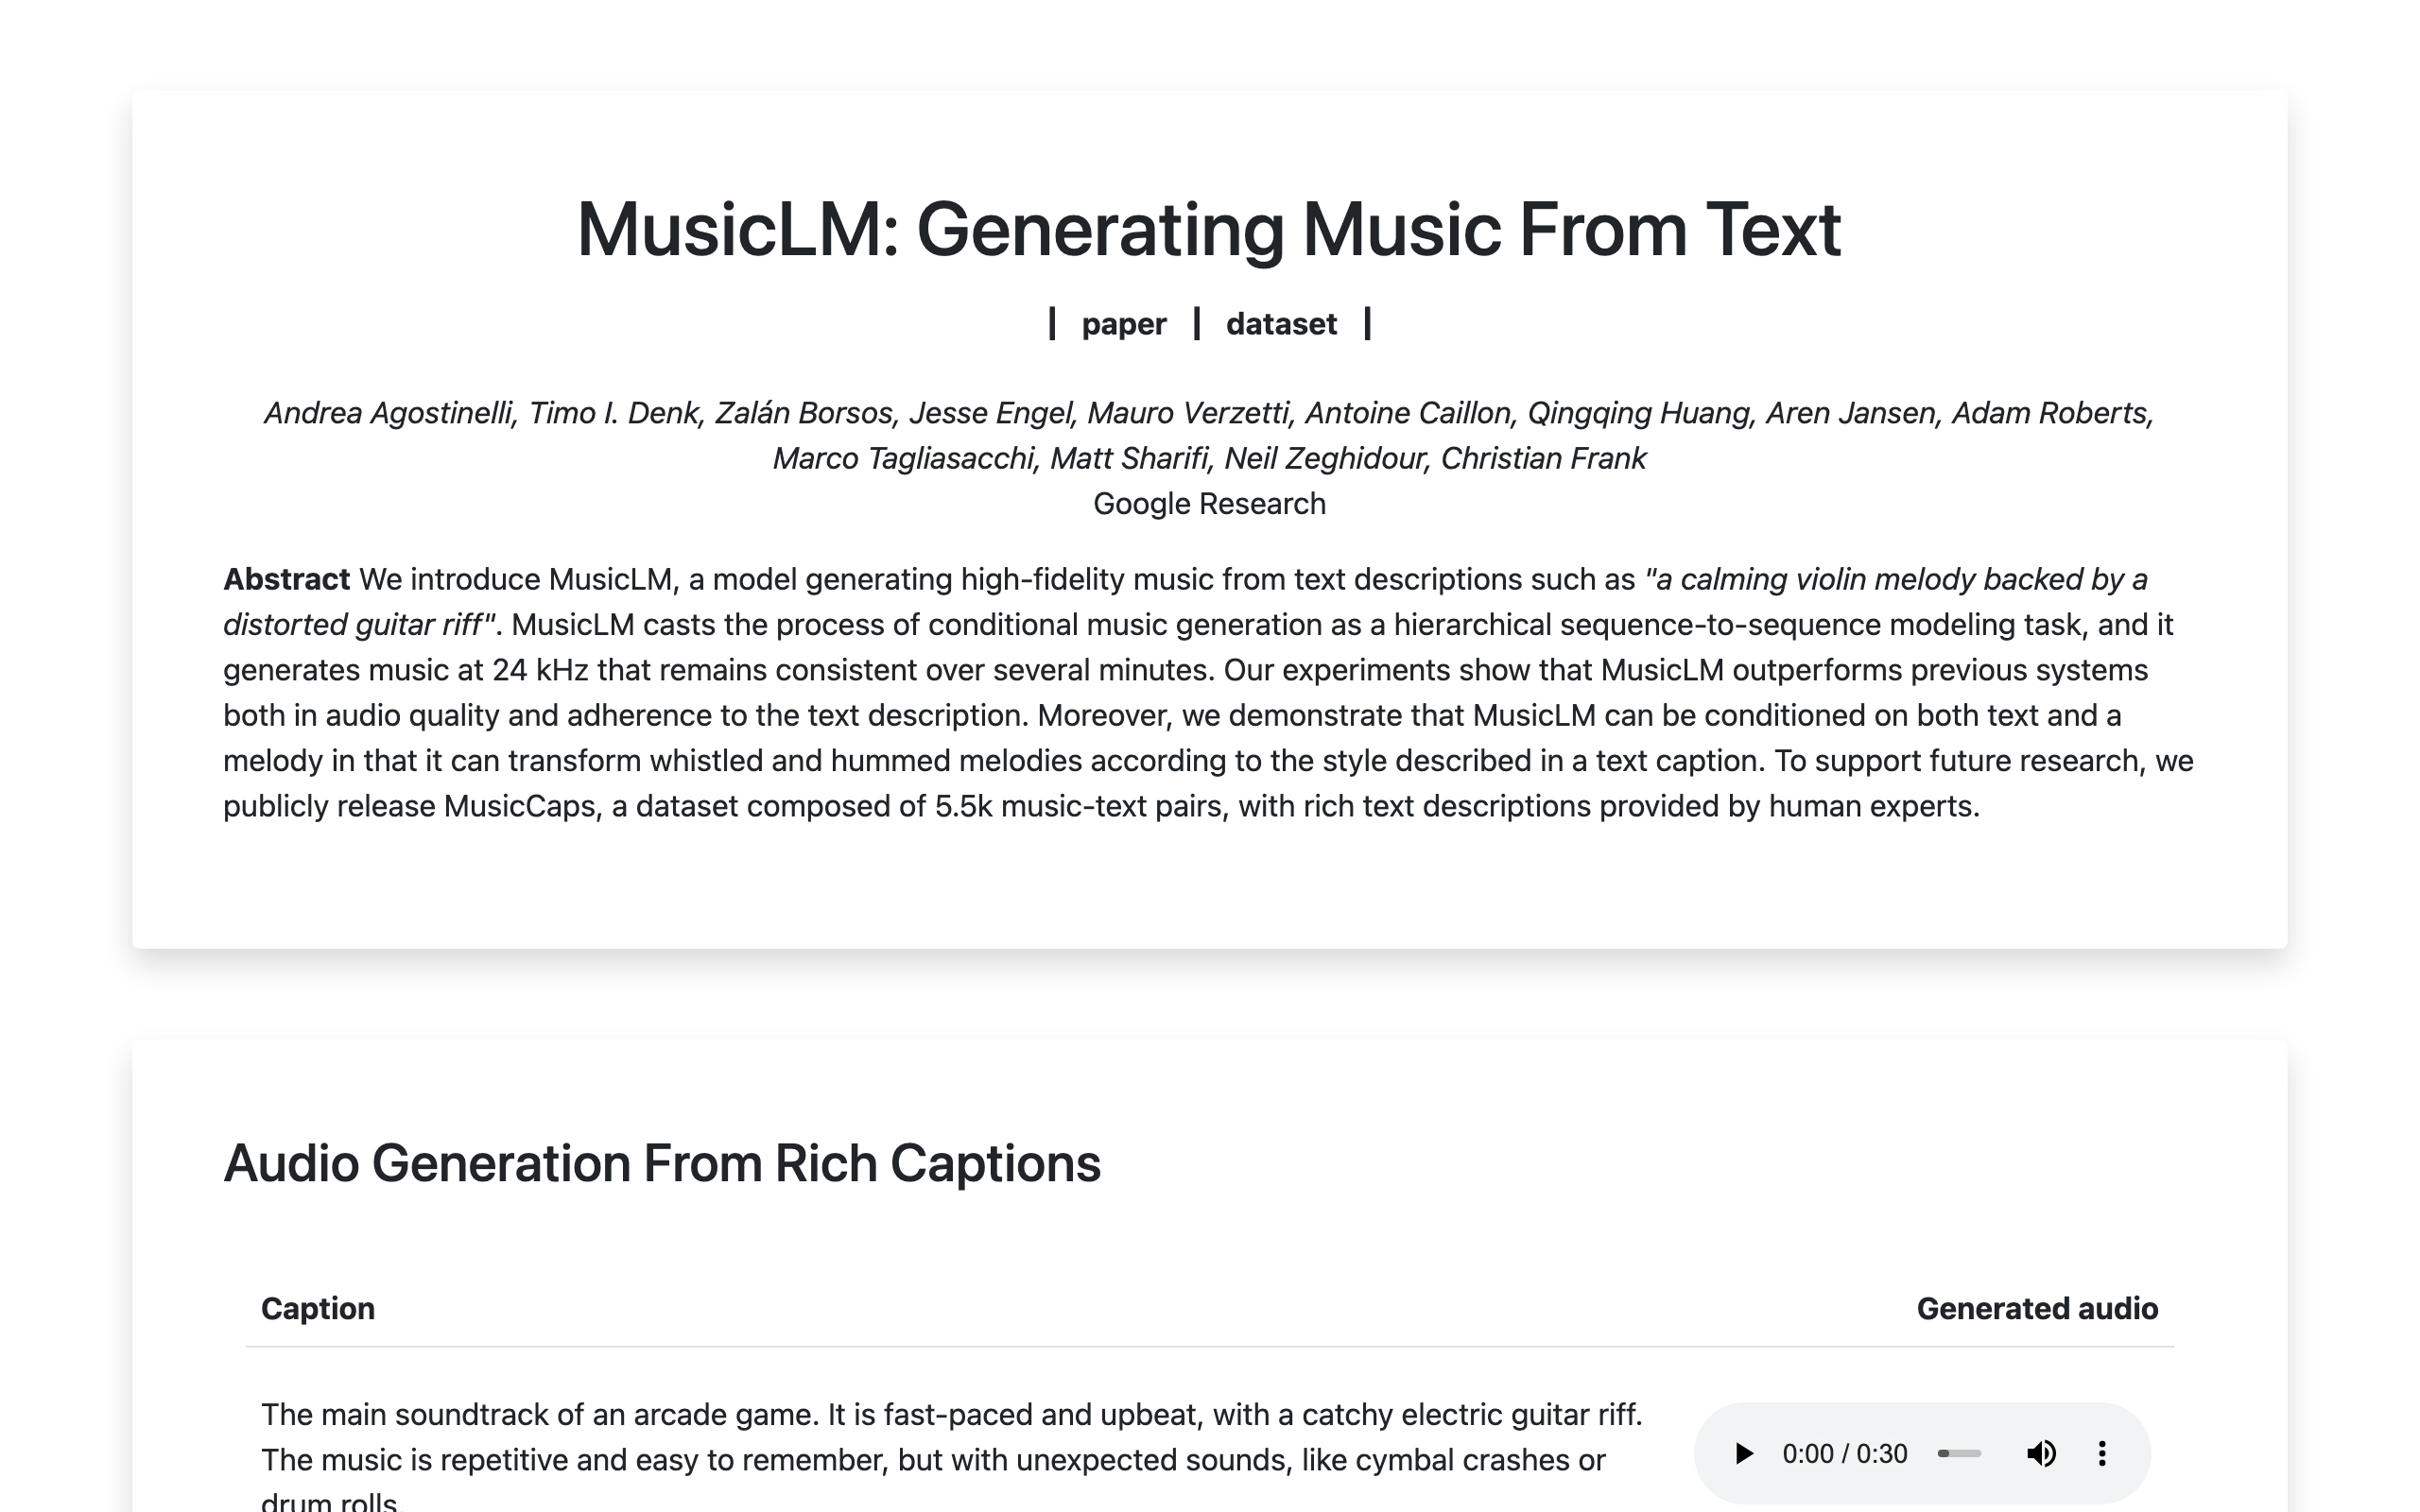 MusicLM: Generating Music From Text
| paper | dataset |
Andrea Agostinelli, Timo I. Denk, Zalán Borsos, Jesse Engel, Mauro Verzetti, Antoine Caillon, Qingqing Huang, Aren Jansen, Adam Roberts,
Marco Tagliasacchi, Matt Sharifi, Neil Zeghidour, Christian Frank
Google Research
Abstract We introduce MusicLM, a model generating high-fidelity music from text descriptions such as "a calming violin melody backed by a
distorted guitar riff". MusicLM casts the process of conditional music generation as a hierarchical sequence-to-sequence modeling task, and it
generates music at 24 kHz that remains consistent over several minutes. Our experiments show that MusicLM outperforms previous systems
both in audio quality and adherence to the text description. Moreover, we demonstrate that MusicLM can be conditioned on both text and a
melody in that it can transform whistled and hummed melodies according to the style described in a text caption. To support future research, we
publicly release MusicCaps, a dataset composed of 5.5k music-text pairs, with rich text descriptions provided by human experts.
Audio Generation From Rich Captions
Caption Generated audio
The main soundtrack of an arcade game. It is fast-paced and upbeat, with a catchy electric guitar riff.
The music is repetitive and easy to remember, but with unexpected sounds, like cymbal crashes or
drum rolls.
0:00 / 0:30